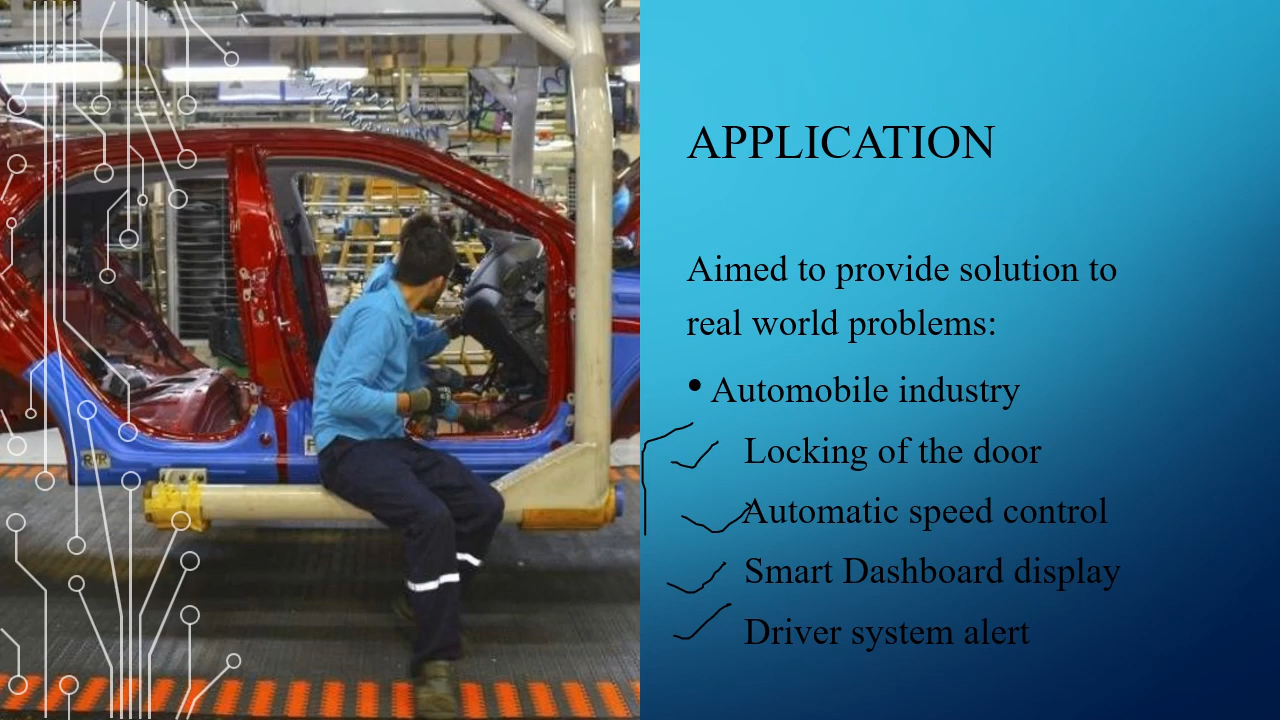 APPLICATION
Aimed to provide solution to
real world problems:
• Automobile industry
Locking of the door
Automatic speed control
Smart Dashboard display
Driver system alert